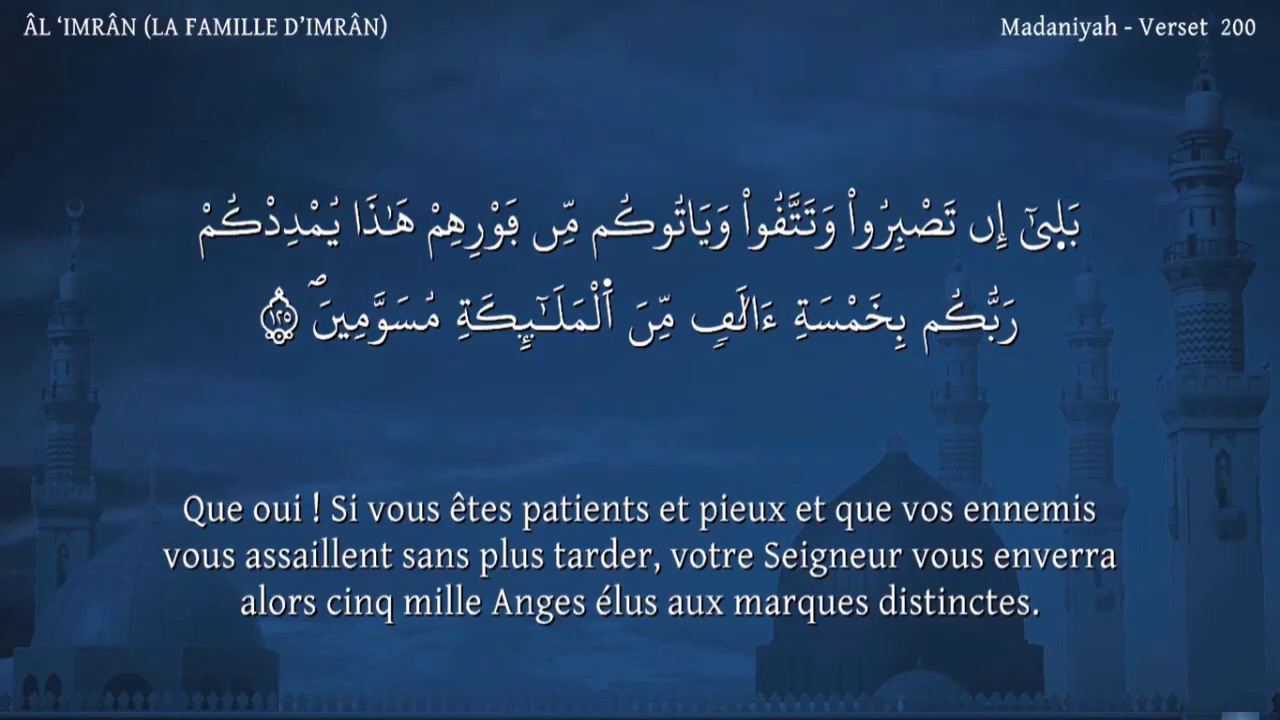 ÂL ‘IMRÂN (LA FAMILLE D’IMRÂN)
Madaniyah - Verset 200
بَلِىٰٓ إِن تَصْبِرُوا۟ وَتَتَّقُوا۟ وَيَاتُوكُم مِّن فَوْرِهِمْ هَٰذَا يُمْدِدْكُمْ
رَبُّكُم بِخَمْسَةِ ءَالَٰفٖ مِّنَ اَ۬لْمَلَٰٓئِكَةِ مُسَوَّمِينَۖ ١٢٥
Que oui ! Si vous êtes patients et pieux et que vos ennemis
vous assaillent sans plus tarder, votre Seigneur vous enverra
alors cinq mille Anges élus aux marques distinctes.